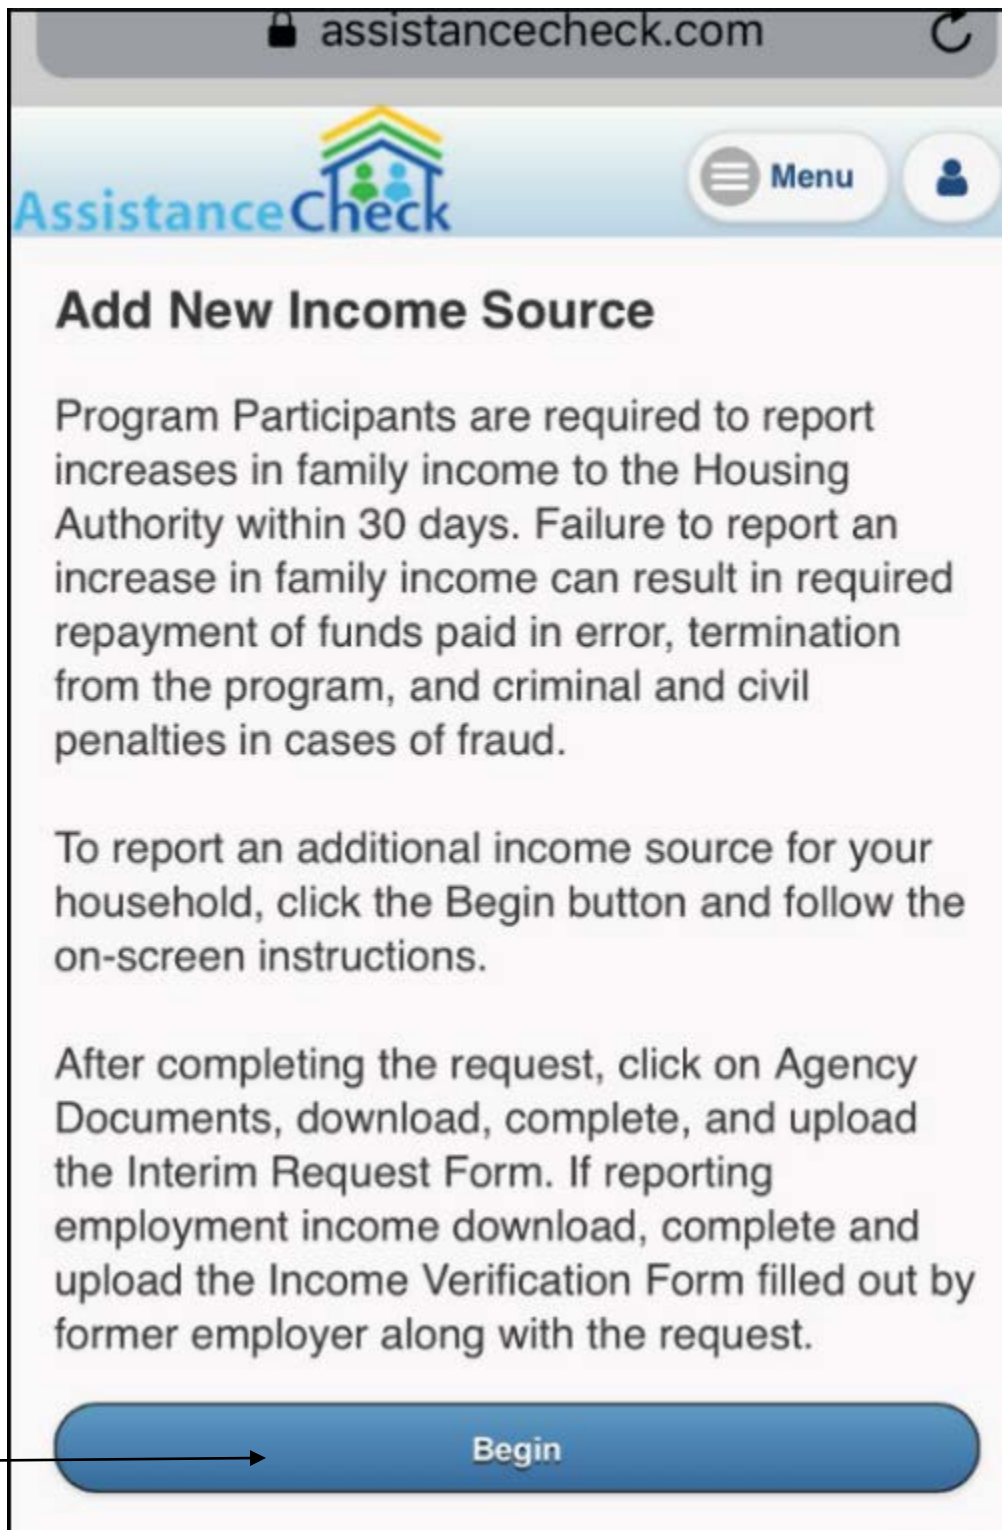 assistancecheck.com
AssistanceCheck
Menu
Add New Income Source
Program Participants are required to report
increases in family income to the Housing
Authority within 30 days. Failure to report an
increase in family income can result in required
repayment of funds paid in error, termination
from the program, and criminal and civil
penalties in cases of fraud.
To report an additional income source for your
household, click the Begin button and follow the
on-screen instructions.
After completing the request, click on Agency
Documents, download, complete, and upload
the Interim Request Form. If reporting
employment income download, complete and
upload the Income Verification Form filled out by
former employer along with the request.
Begin